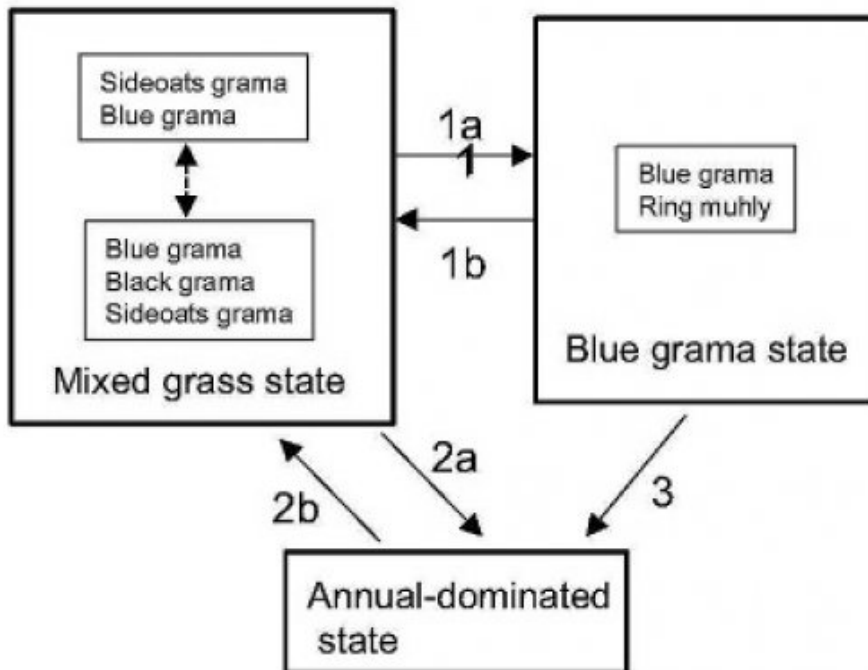 Sideoats grama
Blue grama
Blue grama
Black grama
Sideoats grama
Mixed grass state
1a
1
1b
Blue grama
Ring muhly
Blue grama state
2a
2b
3
Annual-dominated
state